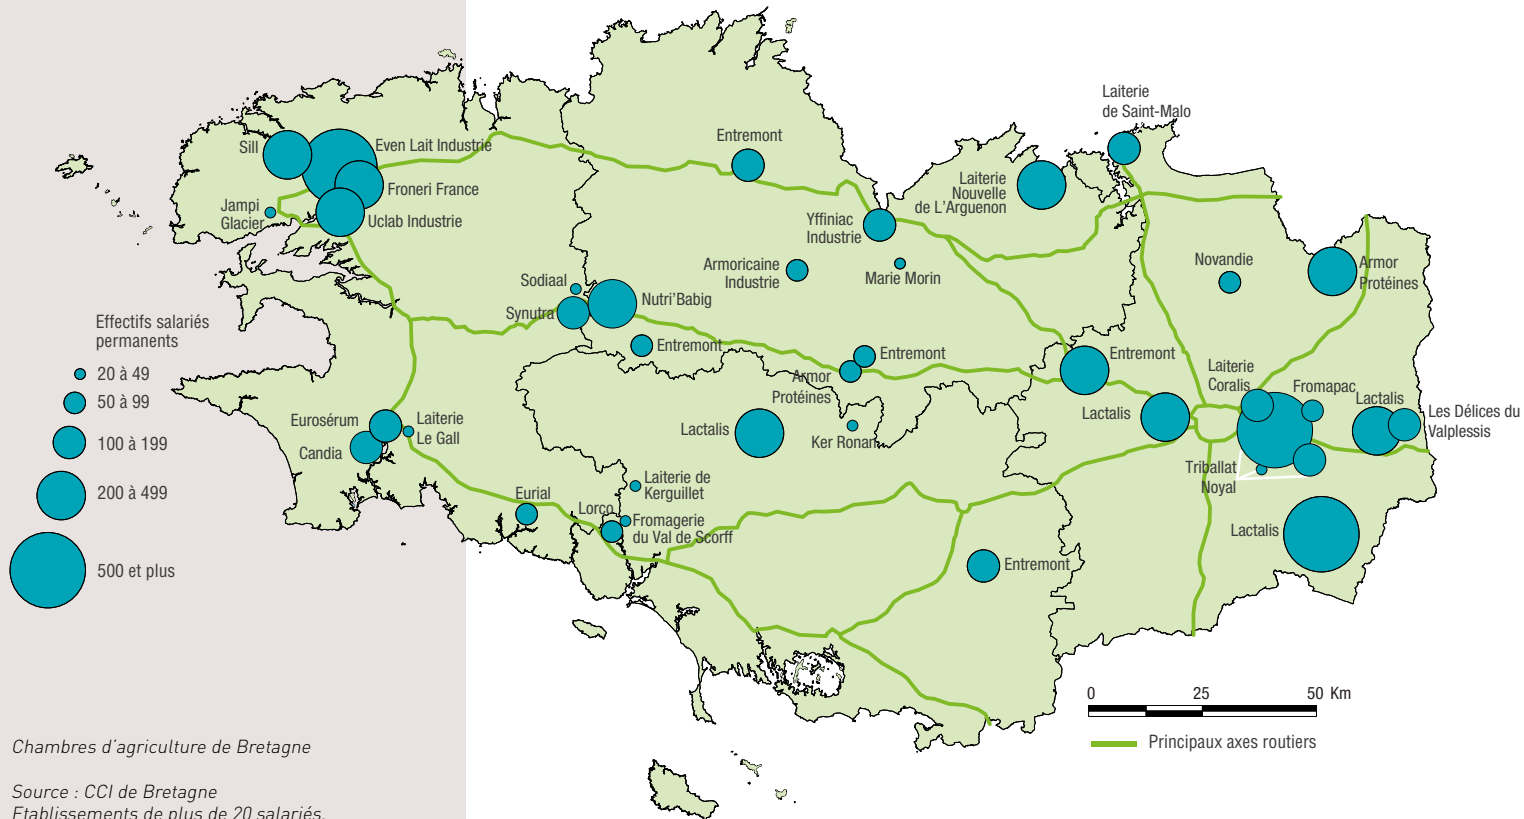 Laiterie
de Saint-Malo
Entremont
Even Lait Industrie
Sill
Froneri France
Laiterie
Nouvelle
de L'Arguenon
Jampi
Glacier
Uclab Industrie
Yffiniac
Industrie
Armoricaine
Industrie
Marie Morin
Novandie
Armor
Protéines
Sodiaal
Nutri'Babig
Synutra
Entremont
Entremont
Armor
Protéines
Entremont
Laiterie
Coralis
Fromapac
Lactalis
Les Délices du
Valplessis
Lactalis
Effectifs salariés
permanents
20 à 49
50 à 99
100 à 199
200 à 499
500 et plus
Eurosérum
Laiterie
Le Gall
Candia
Lactalis
Ker Ronan
Triballat
Noyal
Laiterie de
Kerguillet
Eurial
Lorco
Fromagerie
du Val de Scorff
Lactalis
Entremont
0 25 50 Km
Principaux axes routiers
Chambres d'agriculture de Bretagne
Source : CCI de Bretagne
Etablissements de plus de 20 salariés.